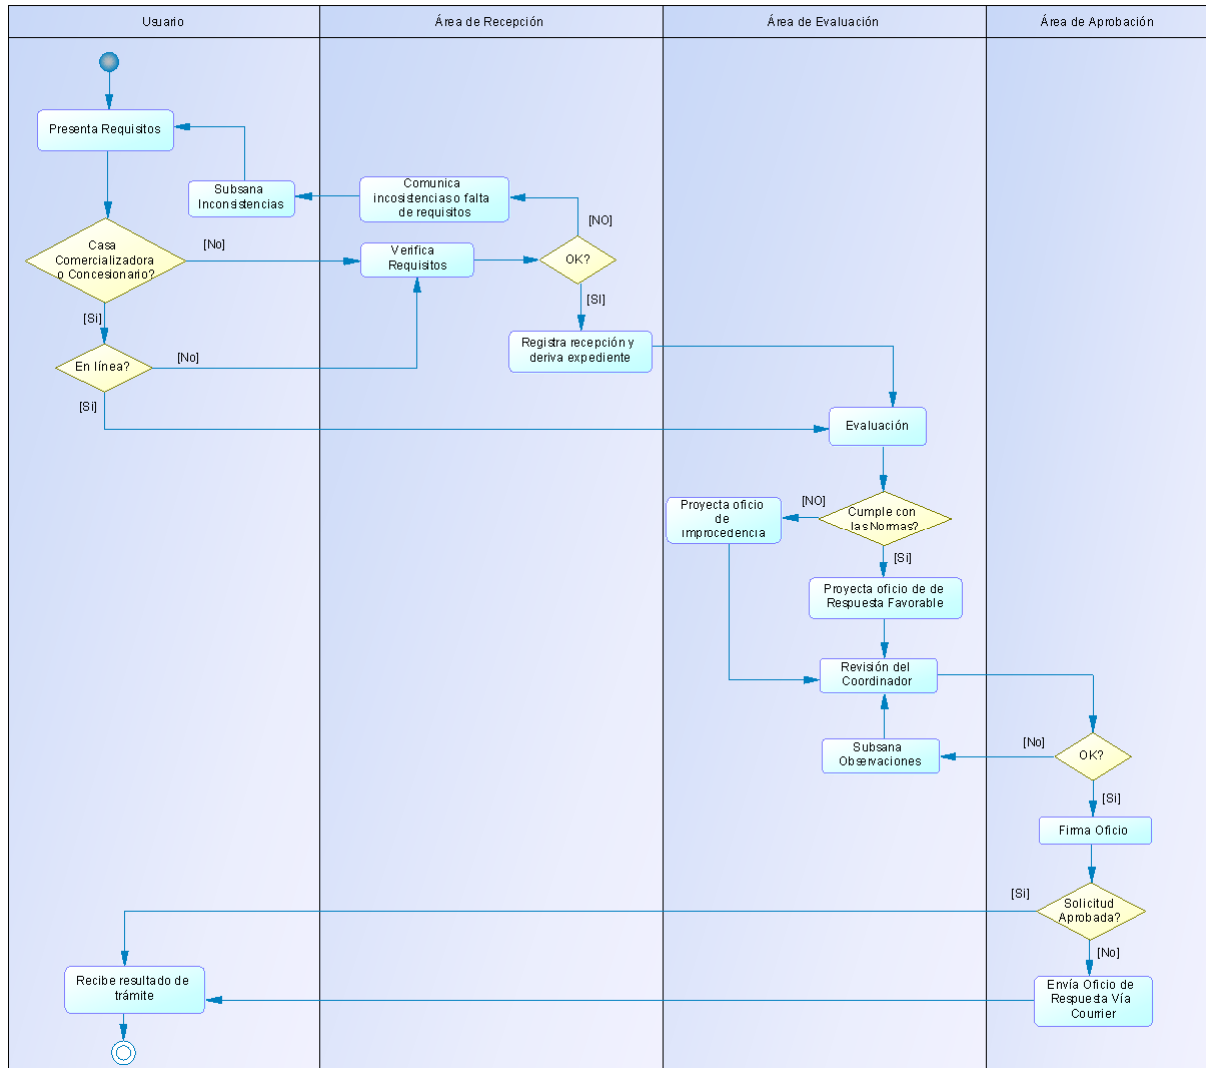 Usuario
Área de Recepción
Área de Evaluación
Área de Aprobación
Presenta Requisitos
Subsana
Inconsistencias
Comunica
incosistencias o falta
de requisitos
[NO]
Casa
Comercializadora
o Concesionario?
[No]
Verifica
Requisitos
OK?
[Si]
[SI]
En línea?
[No]
Registra recepción y
deriva expediente
[Si]
Evaluación
Proyecta oficio
de
improcedencia
[NO]
Cumple con
las Normas?
[Si]
Proyecta oficio de de
Respuesta Favorable
Revisión del
Coordinador
Subsana
Observaciones
[No]
OK?
[Si]
Firma Oficio
[Si]
Solicitud
Aprobada?
[No]
Recibe resultado de
trámite
Envía Oficio de
Respuesta Vía
Courrier